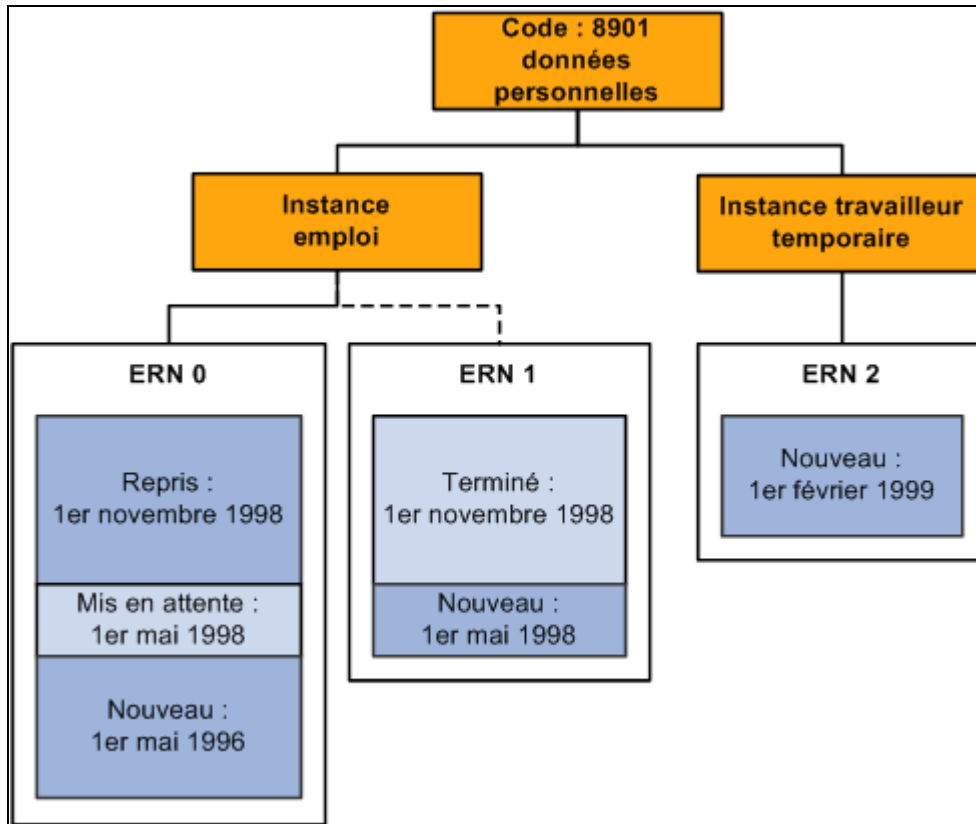 Code : 8901
données
personnelles
Instance
emploi
Instance travailleur
temporaire
ERN 0
Repris :
1er novembre 1998
Mis en attente :
1er mai 1998
Nouveau :
1er mai 1996
ERN 1
Terminé :
1er novembre 1998
Nouveau :
1er mai 1998
ERN 2
Nouveau :
1er février 1999